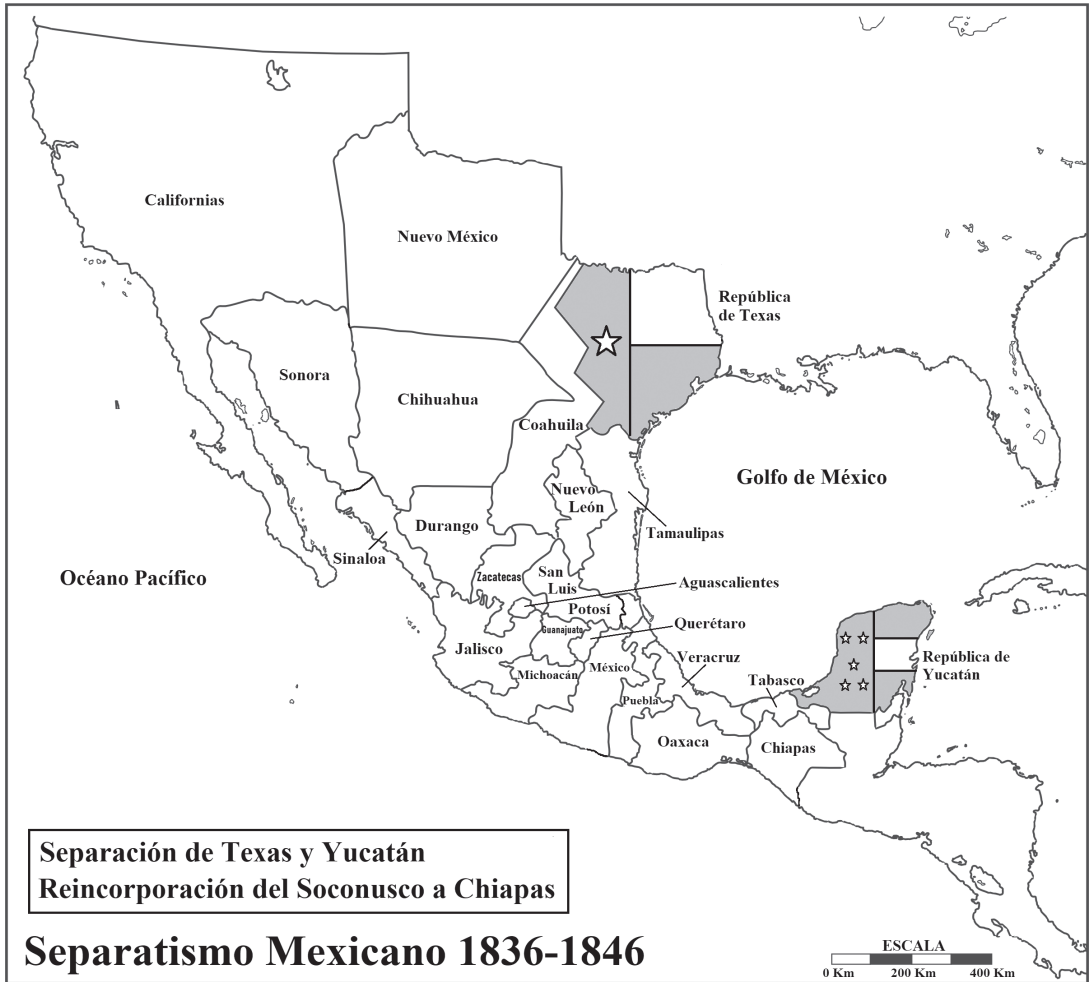 Californias
Nuevo México
República
de Texas
Sonora
Chihuahua
Coahuila
Golfo de México
Nuevo
León
Durango
Tamaulipas
Sinaloa
Océano Pacífico
Zacatecas
San
Luis
Potosí
Aguascalientes
Guanajuato
Querétaro
Jalisco
Michoacán
México
Veracruz
República de
Yucatán
Tabasco
Puebla
Oaxaca
Chiapas
Separación de Texas y Yucatán
Reincorporación del Soconusco a Chiapas
Separatismo Mexicano 1836-1846
ESCALA
0 Km 200 Km 400 Km